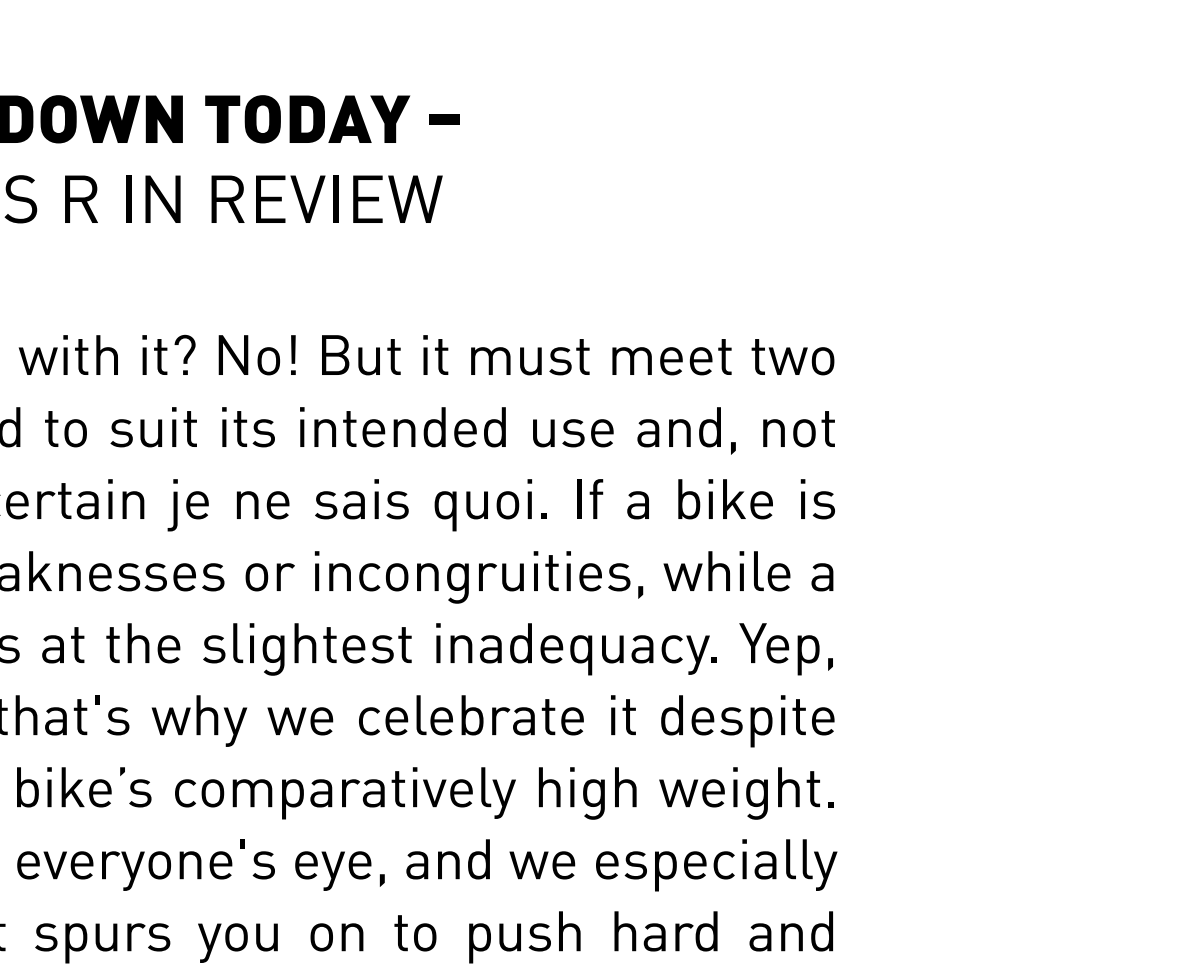 DOWN TODAY –
S R IN REVIEW
with it? No! But it must meet two
d to suit its intended use and, not
ertain je ne sais quoi. If a bike is
aknesses or incongruities, while a
s at the slightest inadequacy. Yep,
that's why we celebrate it despite
bike’s comparatively high weight.
everyone's eye, and we especially
t spurs you on to push hard and